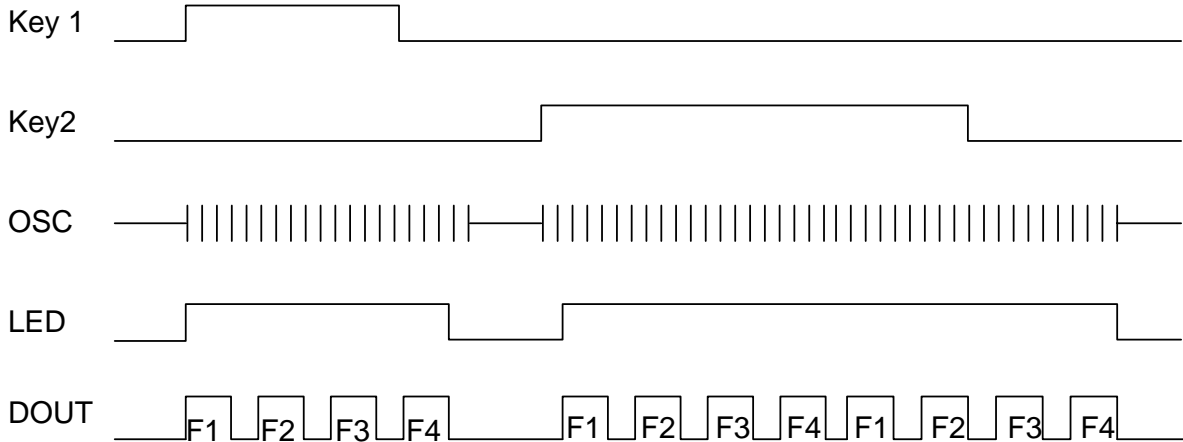 Key 1
Key2
OSC
LED
DOUT F1 F2 F3 F4 F1 F2 F3 F4 F1 F2 F3 F4